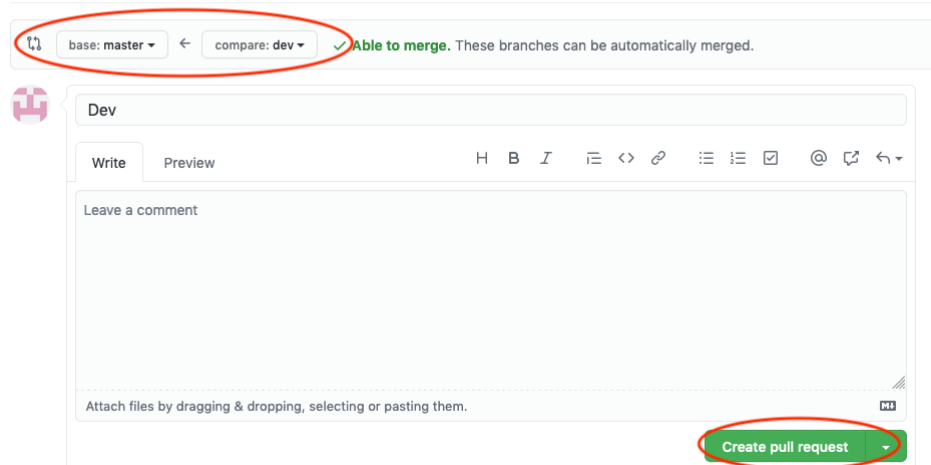 base: master compare: dev Able to merge. These branches can be automatically merged.
Dev
Write Preview
Leave a comment
Attach files by dragging & dropping, selecting or pasting them.
Create pull request